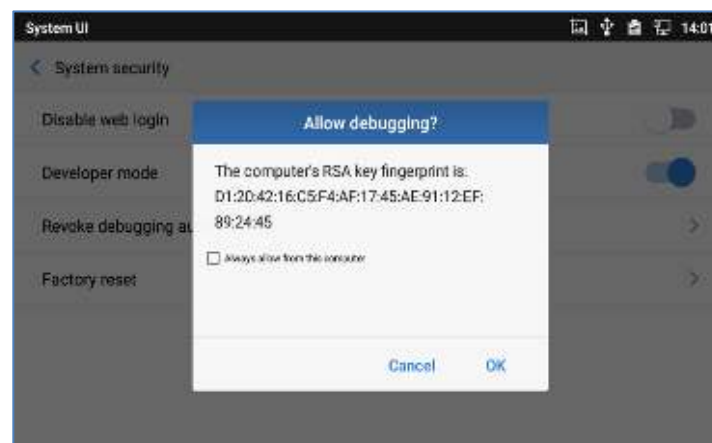 System UI
14:01
System security
Disable web login
Developer mode
Revoke debugging au
Factory reset
Allow debugging?
The computer's RSA key fingerprint is:
D1:20:42:16:C5:F4:AF:17:45:AE:91:12:EF:
89:24:45
Always allow from this computer
Cancel OK